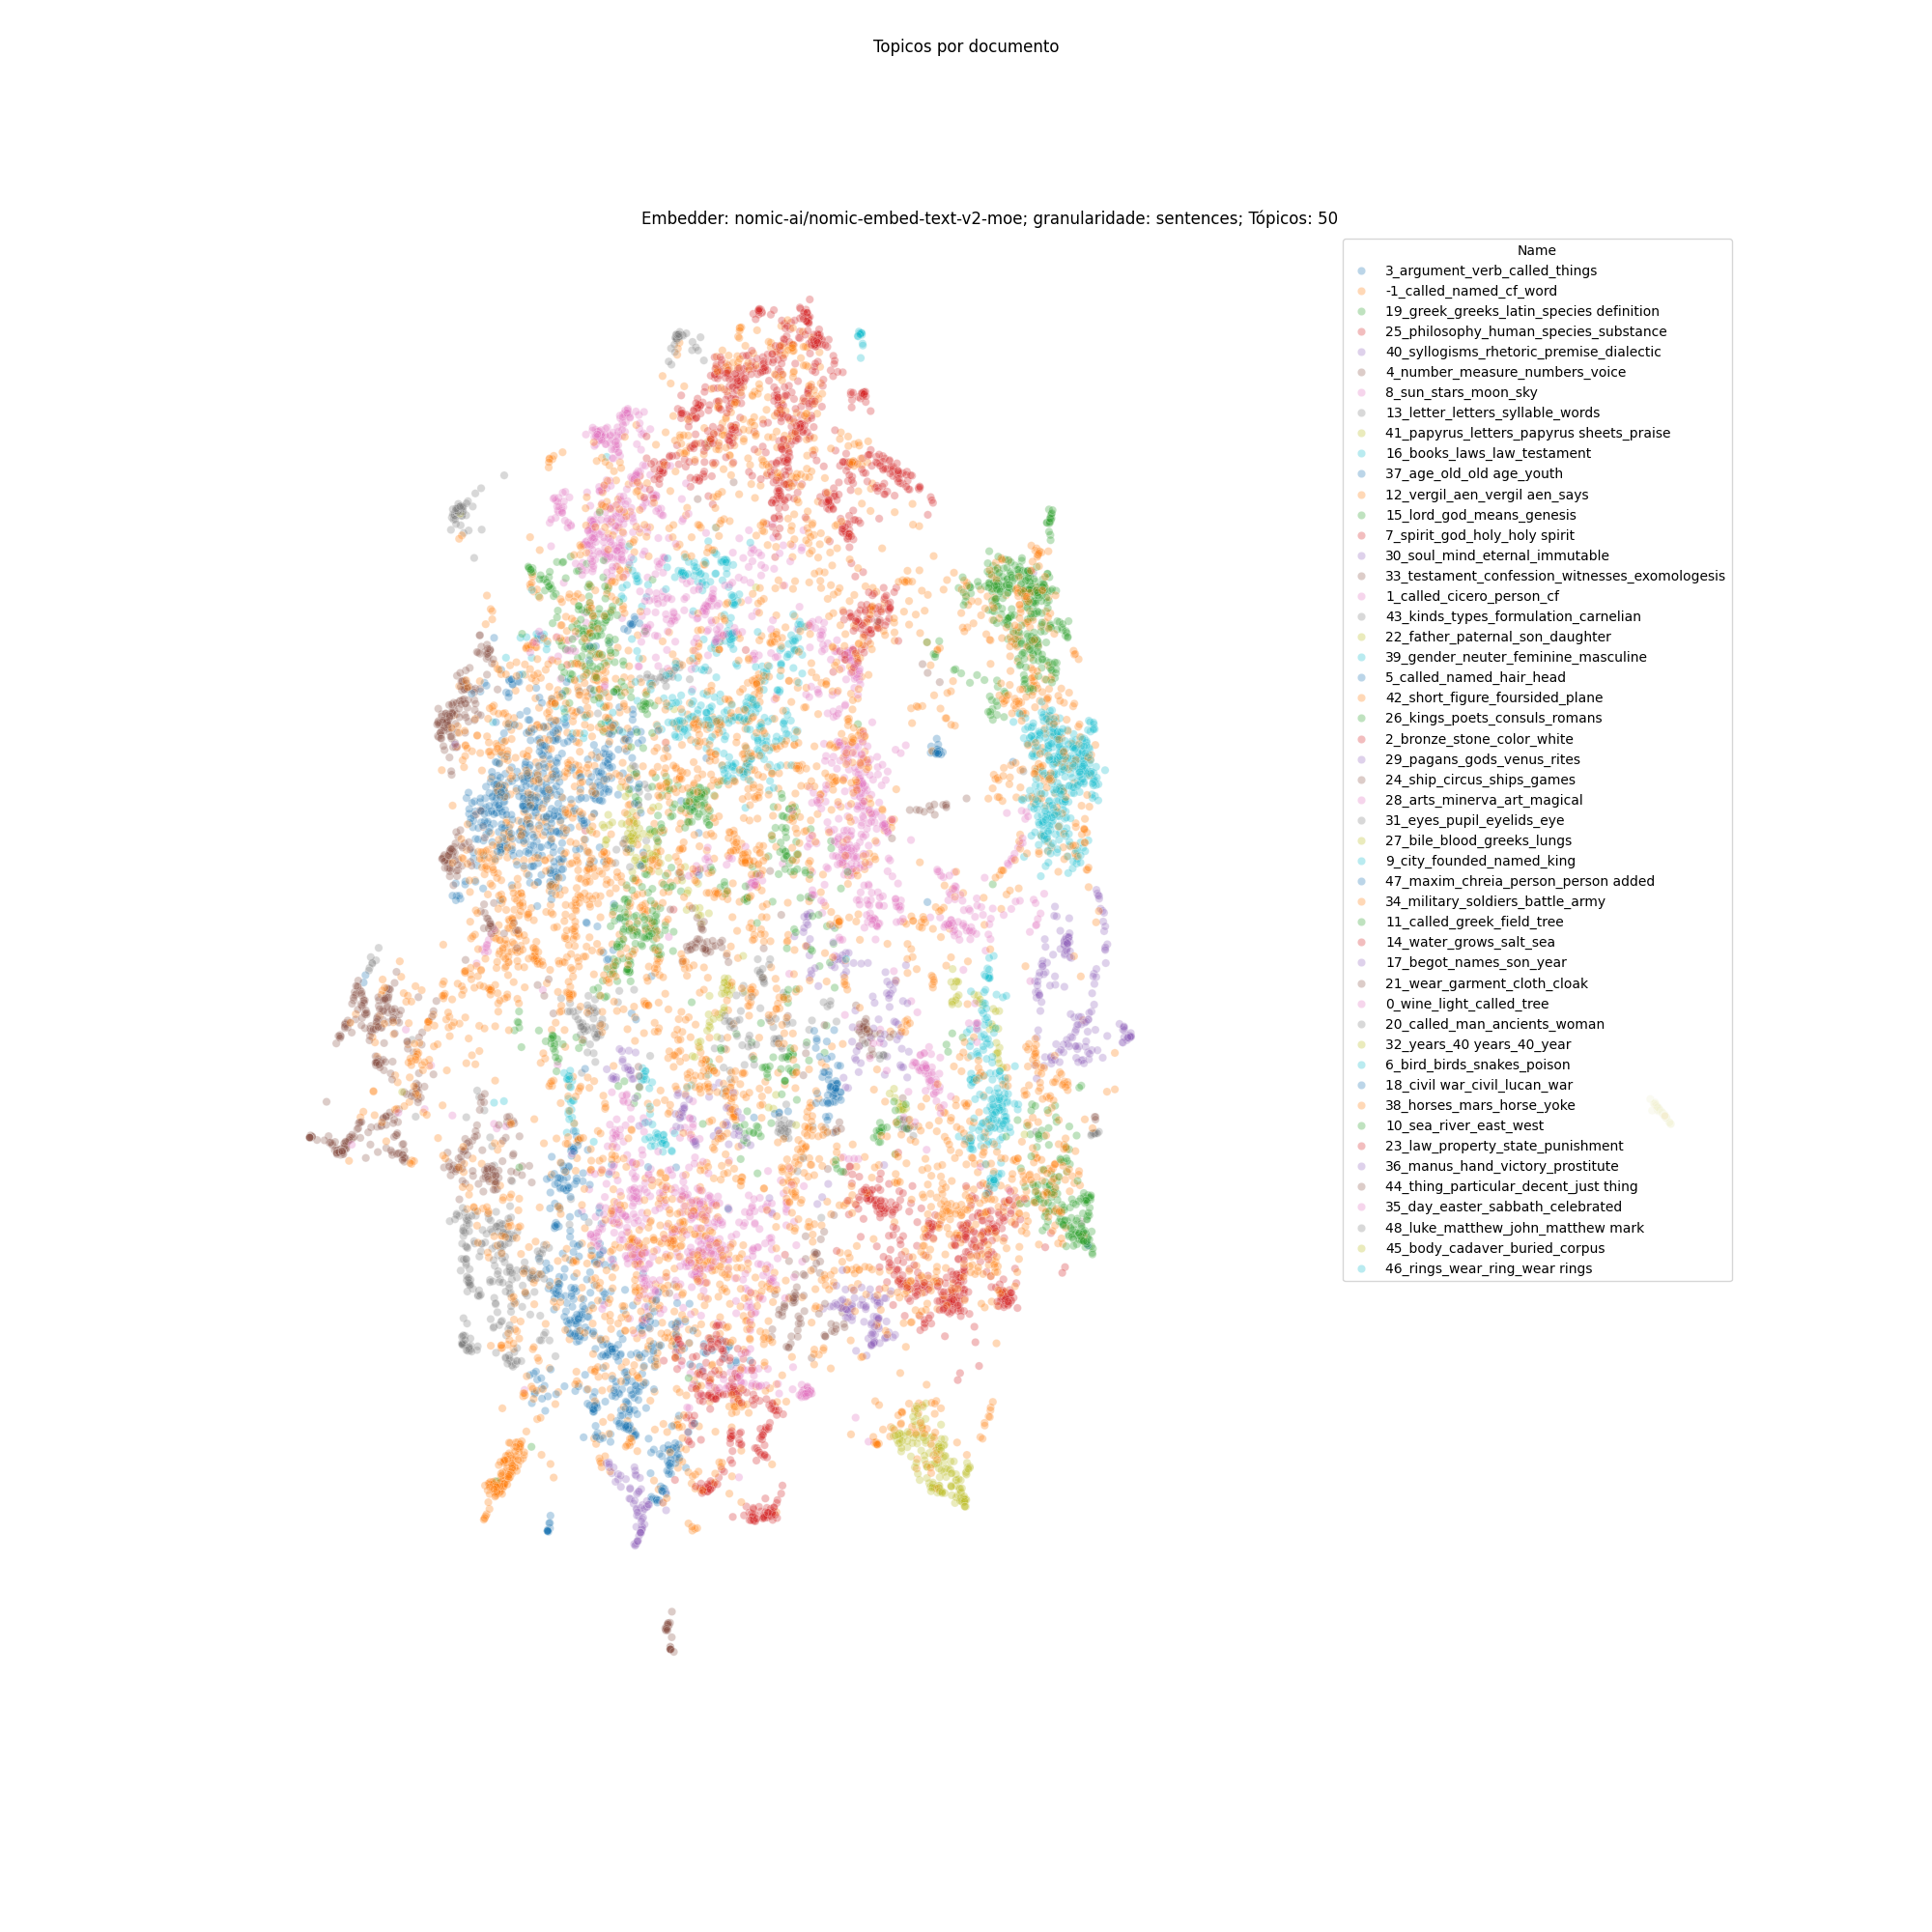 Topicos por documento
Embedder: nomic-ai/nomic-embed-text-v2-moe; granularidade: sentences; Tópicos: 50
Name
3_argument_verb_called_things
-1_called_named_cf_word
19_greek_greeks_latin_species definition
25_philosophy_human_species_substance
40_syllogisms_rhetoric_premise_dialectic
4_number_measure_numbers_voice
8_sun_stars_moon_sky
13_letter_letters_syllable_words
41_papyrus_letters_papyrus sheets_praise
16_books_laws_law_testament
37_age_old_old age_youth
12_vergil_aen_vergil aen_says
15_lord_god_means_genesis
7_spirit_god_holy_holy spirit
30_soul_mind_eternal_immutable
33_testament_confession_witnesses_exomologesis
1_called_cicero_person_cf
43_kinds_types_formulation_carnelian
22_father_paternal_son_daughter
39_gender_neuter_feminine_masculine
5_called_named_hair_head
42_short_figure_foursided_plane
26_kings_poets_consuls_romans
2_bronze_stone_color_white
29_pagans_gods_venus_rites
24_ship_circus_ships_games
28_arts_minerva_art_magical
31_eyes_pupil_eyelids_eye
27_bile_blood_greeks_lungs
9_city_founded_named_king
47_maxim_chreia_person_person added
34_military_soldiers_battle_army
11_called_greek_field_tree
14_water_grows_salt_sea
17_begot_names_son_year
21_wear_garment_cloth_cloak
0_wine_light_called_tree
20_called_man_ancients_woman
32_years_40 years_40_year
6_bird_birds_snakes_poison
18_civil war_civil_lucan_war
38_horses_mars_horse_yoke
10_sea_river_east_west
23_law_property_state_punishment
36_manus_hand_victory_prostitute
44_thing_particular_decent_just thing
35_day_easter_sabbath_celebrated
48_luke_matthew_john_matthew mark
45_body_cadaver_buried_corpus
46_rings_wear_ring_wear rings